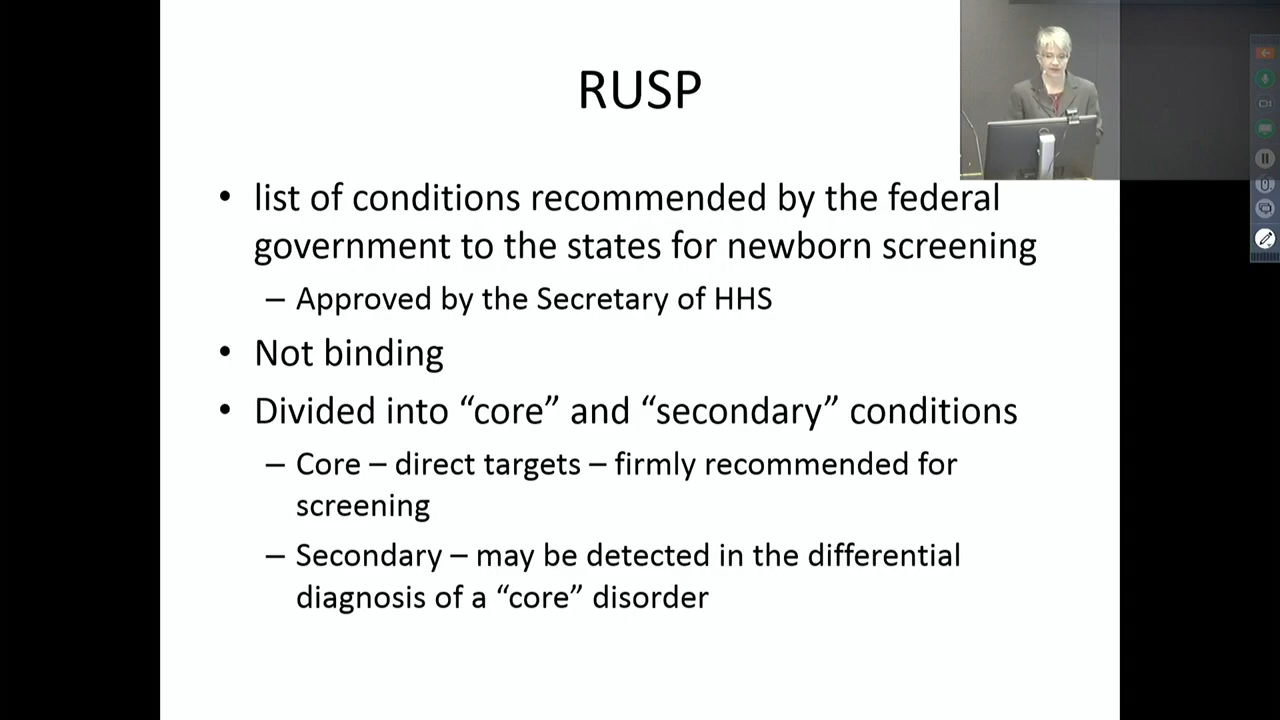 RUSP
• list of conditions recommended by the federal
government to the states for newborn screening
– Approved by the Secretary of HHS
• Not binding
• Divided into “core” and “secondary” conditions
– Core – direct targets – firmly recommended for
screening
– Secondary – may be detected in the differential
diagnosis of a “core” disorder